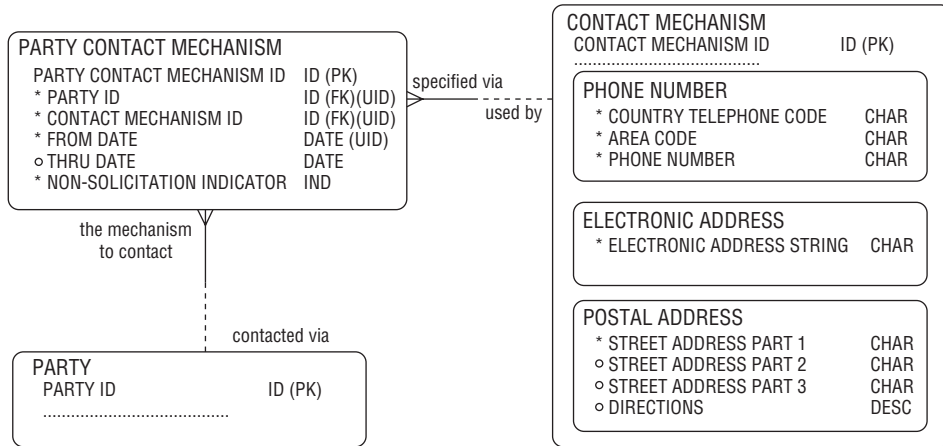 PARTY CONTACT MECHANISM
PARTY CONTACT MECHANISM ID ID (PK)
* PARTY ID ID (FK)(UID)
* CONTACT MECHANISM ID ID (FK)(UID)
* FROM DATE DATE (UID)
o THRU DATE DATE
* NON-SOLICITATION INDICATOR IND
specified via
used by
the mechanism
to contact
contacted via
PARTY
PARTY ID ID (PK)
......................................
CONTACT MECHANISM
CONTACT MECHANISM ID ID (PK)
......................................
PHONE NUMBER
* COUNTRY TELEPHONE CODE CHAR
* AREA CODE CHAR
* PHONE NUMBER CHAR
ELECTRONIC ADDRESS
* ELECTRONIC ADDRESS STRING CHAR
POSTAL ADDRESS
* STREET ADDRESS PART 1 CHAR
o STREET ADDRESS PART 2 CHAR
o STREET ADDRESS PART 3 CHAR
o DIRECTIONS DESC